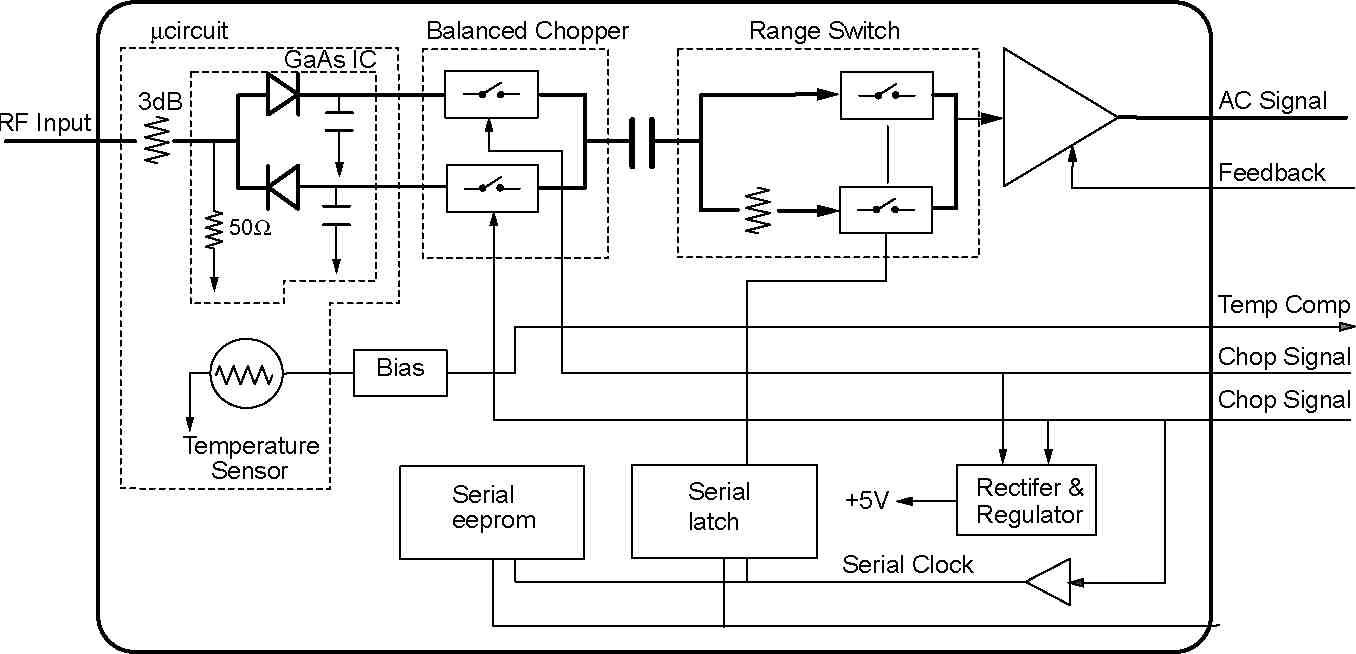 μcircuit
Balanced Chopper
Range Switch
GaAs IC
3dB
RF Input
AC Signal
Feedback
50Ω
Temp Comp
Bias
Chop Signal
Chop Signal
Temperature
Sensor
Serial
eeprom
Serial
latch
+5V
Rectifer &
Regulator
Serial Clock